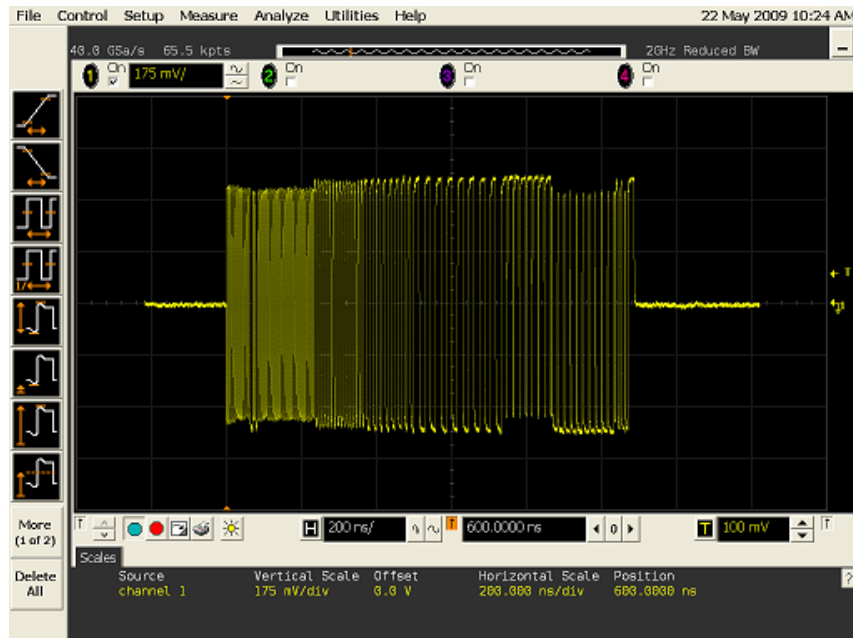 File Control Setup Measure Analyze Utilities Help 22 May 2009 10:24 AM
40.0 GSa/s 65.5 kpts 2GHz Reduced BW
1 On 175 mV/ 2 On 3 On 4 On
T
1/
More
(1 of 2)
Delete
All
T H 200 ns/ T 600.0000 ns 0 T 100 mV T
Scales
Source Vertical Scale Offset Horizontal Scale Position
channel 1 175 mV/div 0.0 V 200.000 ns/div 600.0000 ns
?